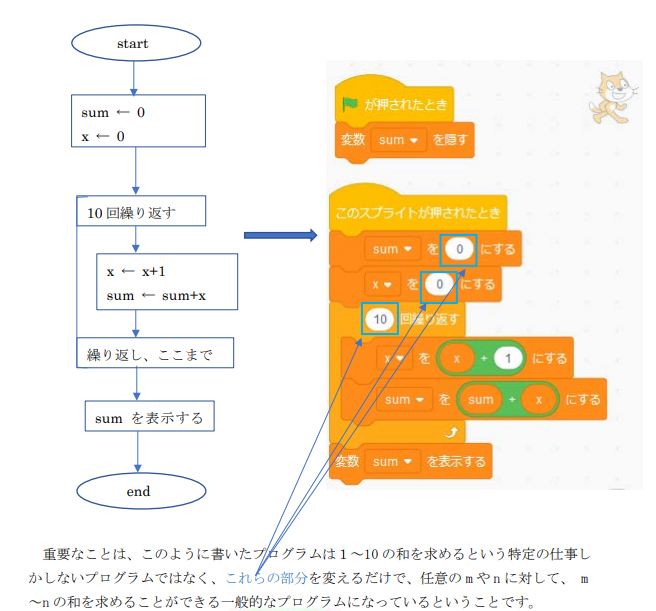 start
sum ← 0
x ← 0
10回繰り返す
x ← x+1
sum ← sum+x
繰り返し、ここまで
sum を表示する
end
が押されたとき
変数 sum を隠す
このスプライトが押されたとき
sum を 0 にする
x を 0 にする
10 回繰り返す
x を x + 1 にする
sum を sum + x にする
変数 sum を表示する
重要なことは、このように書いたプログラムは1～10の和を求めるという特定の仕事し
かしないプログラムではなく、これらの部分を変えるだけで、任意のmやnに対して、 m
～nの和を求めることができる一般的なプログラムになっているということです。